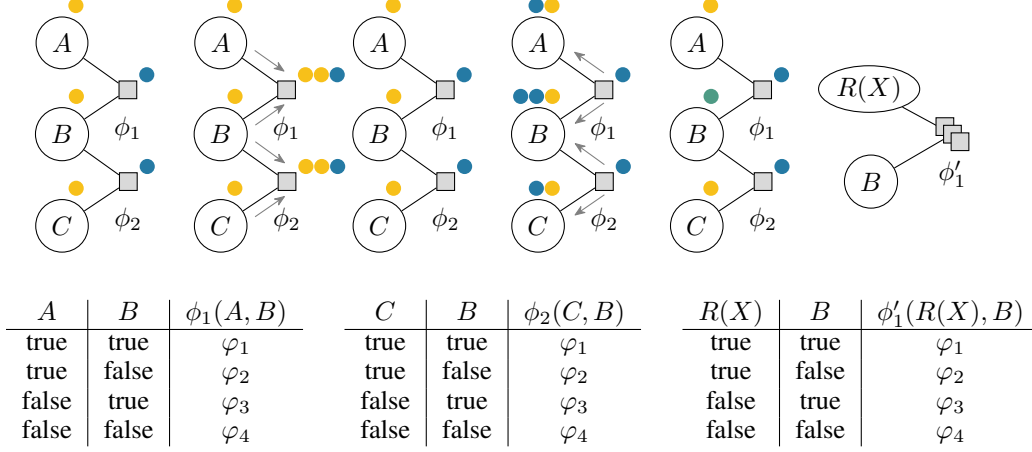 A A A A A
R(X)
ϕ₁ ϕ₁ ϕ₁ ϕ₁ ϕ₁
B B B B B
ϕ′₁
B
ϕ₂ ϕ₂ ϕ₂ ϕ₂ ϕ₂
C C C C C
A B ϕ₁(A, B) C B ϕ₂(C, B) R(X) B ϕ′₁(R(X), B)
true true φ₁ true true φ₁ true true φ₁
true false φ₂ true false φ₂ true false φ₂
false true φ₃ false true φ₃ false true φ₃
false false φ₄ false false φ₄ false false φ₄